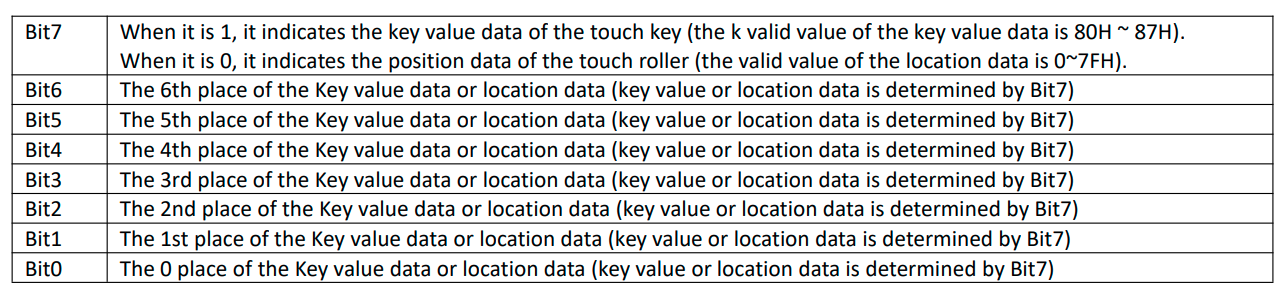 Bit7 When it is 1, it indicates the key value data of the touch key (the k valid value of the key value data is 80H ~ 87H).
When it is 0, it indicates the position data of the touch roller (the valid value of the location data is 0~7FH).
Bit6 The 6th place of the Key value data or location data (key value or location data is determined by Bit7)
Bit5 The 5th place of the Key value data or location data (key value or location data is determined by Bit7)
Bit4 The 4th place of the Key value data or location data (key value or location data is determined by Bit7)
Bit3 The 3rd place of the Key value data or location data (key value or location data is determined by Bit7)
Bit2 The 2nd place of the Key value data or location data (key value or location data is determined by Bit7)
Bit1 The 1st place of the Key value data or location data (key value or location data is determined by Bit7)
Bit0 The 0 place of the Key value data or location data (key value or location data is determined by Bit7)